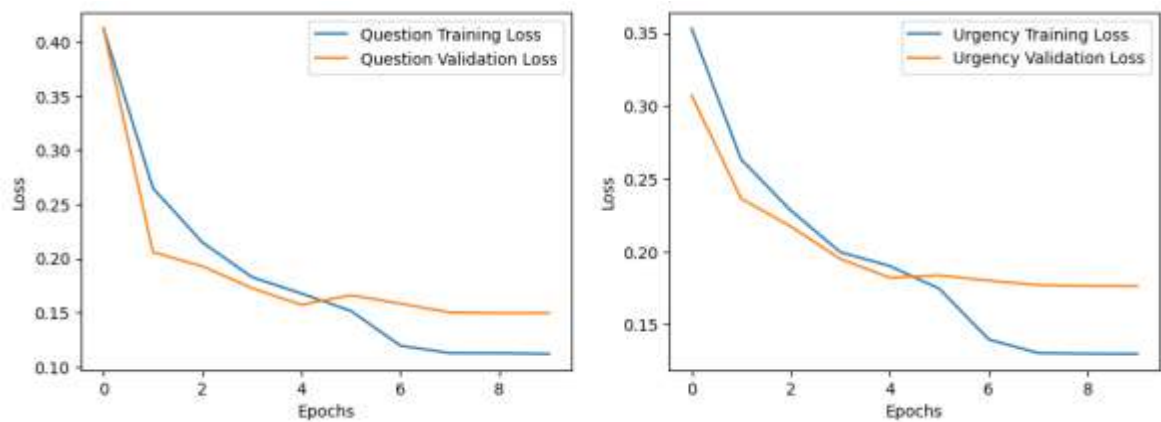 Question Training Loss
Question Validation Loss
0.40
0.35
0.30
0.25
0.20
0.15
0.10
Loss
0 2 4 6 8
Epochs
Urgency Training Loss
Urgency Validation Loss
0.35
0.30
0.25
0.20
0.15
Loss
0 2 4 6 8
Epochs